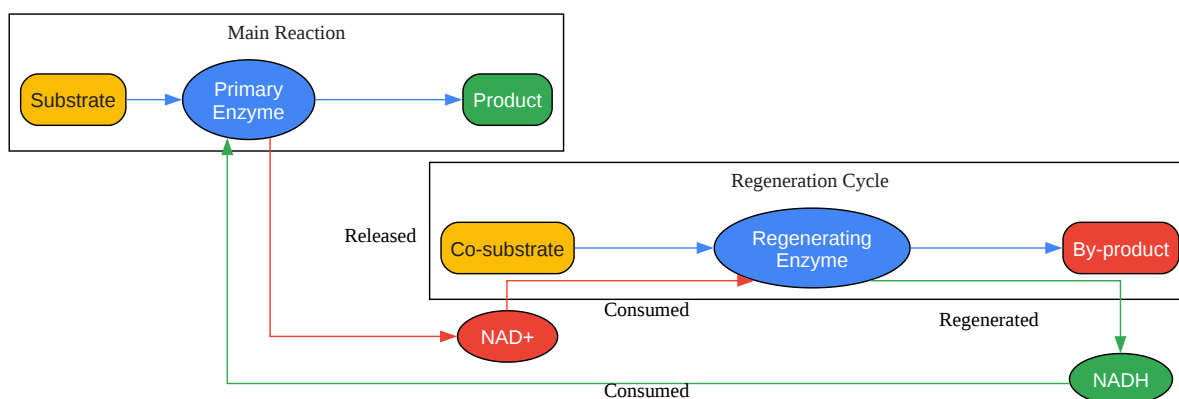 Main Reaction
Substrate
Primary
Enzyme
Product
Regeneration Cycle
Released
Co-substrate
Regenerating
Enzyme
By-product
Consumed
Regenerated
NAD+
NADH
Consumed